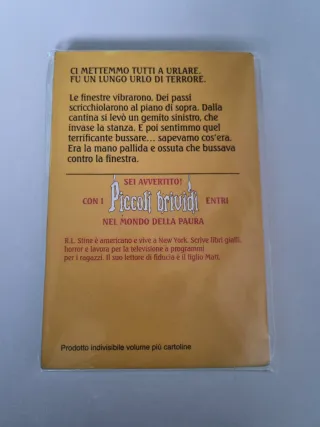 CI METTEMMO TUTTI A URLARE.
FU UN LUNGO URLO DI TERRORE.
Le finestre vibrarono. Dei passi
scricchiolarono al piano di sopra. Dalla
cantina si levò un gemito sinistro, che
invase la stanza. E poi sentimmo quel
terrificante bussare... sapevamo cos'era.
Era la mano pallida e ossuta che bussava
contro la finestra.
SEI AVVERTITO!
CON I Piccoli brividi ENTRI
NEL MONDO DELLA PAURA
R.L. Stine è americano e vive a New York. Scrive libri gialli,
horror e lavora per la televisione a programmi
per i ragazzi. Il suo lettore di fiducia è il figlio Matt.
Prodotto indivisibile volume più cartoline